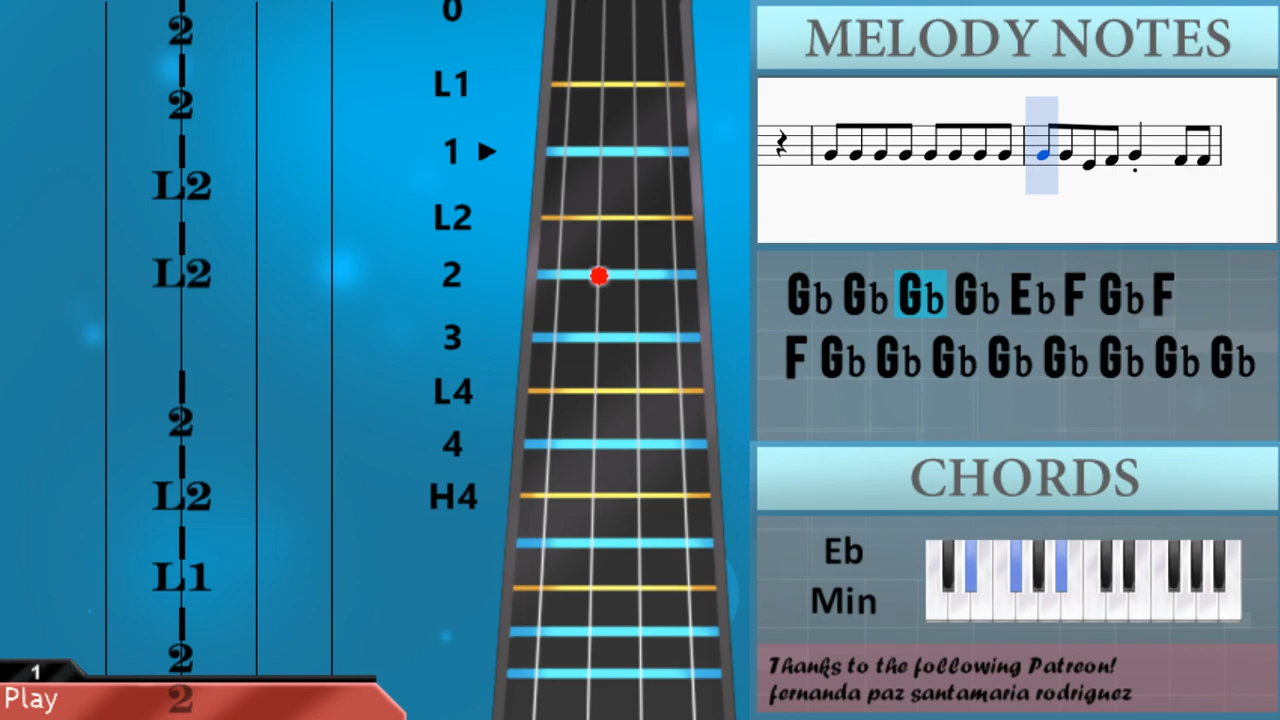 2
2
L2
L2
2
L2
L1
2
2
1
Play
0
L1
1 ►
L2
2
3
L4
4
H4
MELODY NOTES
Gb Gb Gb Gb Eb F Gb F
F Gb Gb Gb Gb Gb Gb Gb Gb
CHORDS
Eb
Min
Thanks to the following Patreon!
fernanda paz santamaria rodriguez